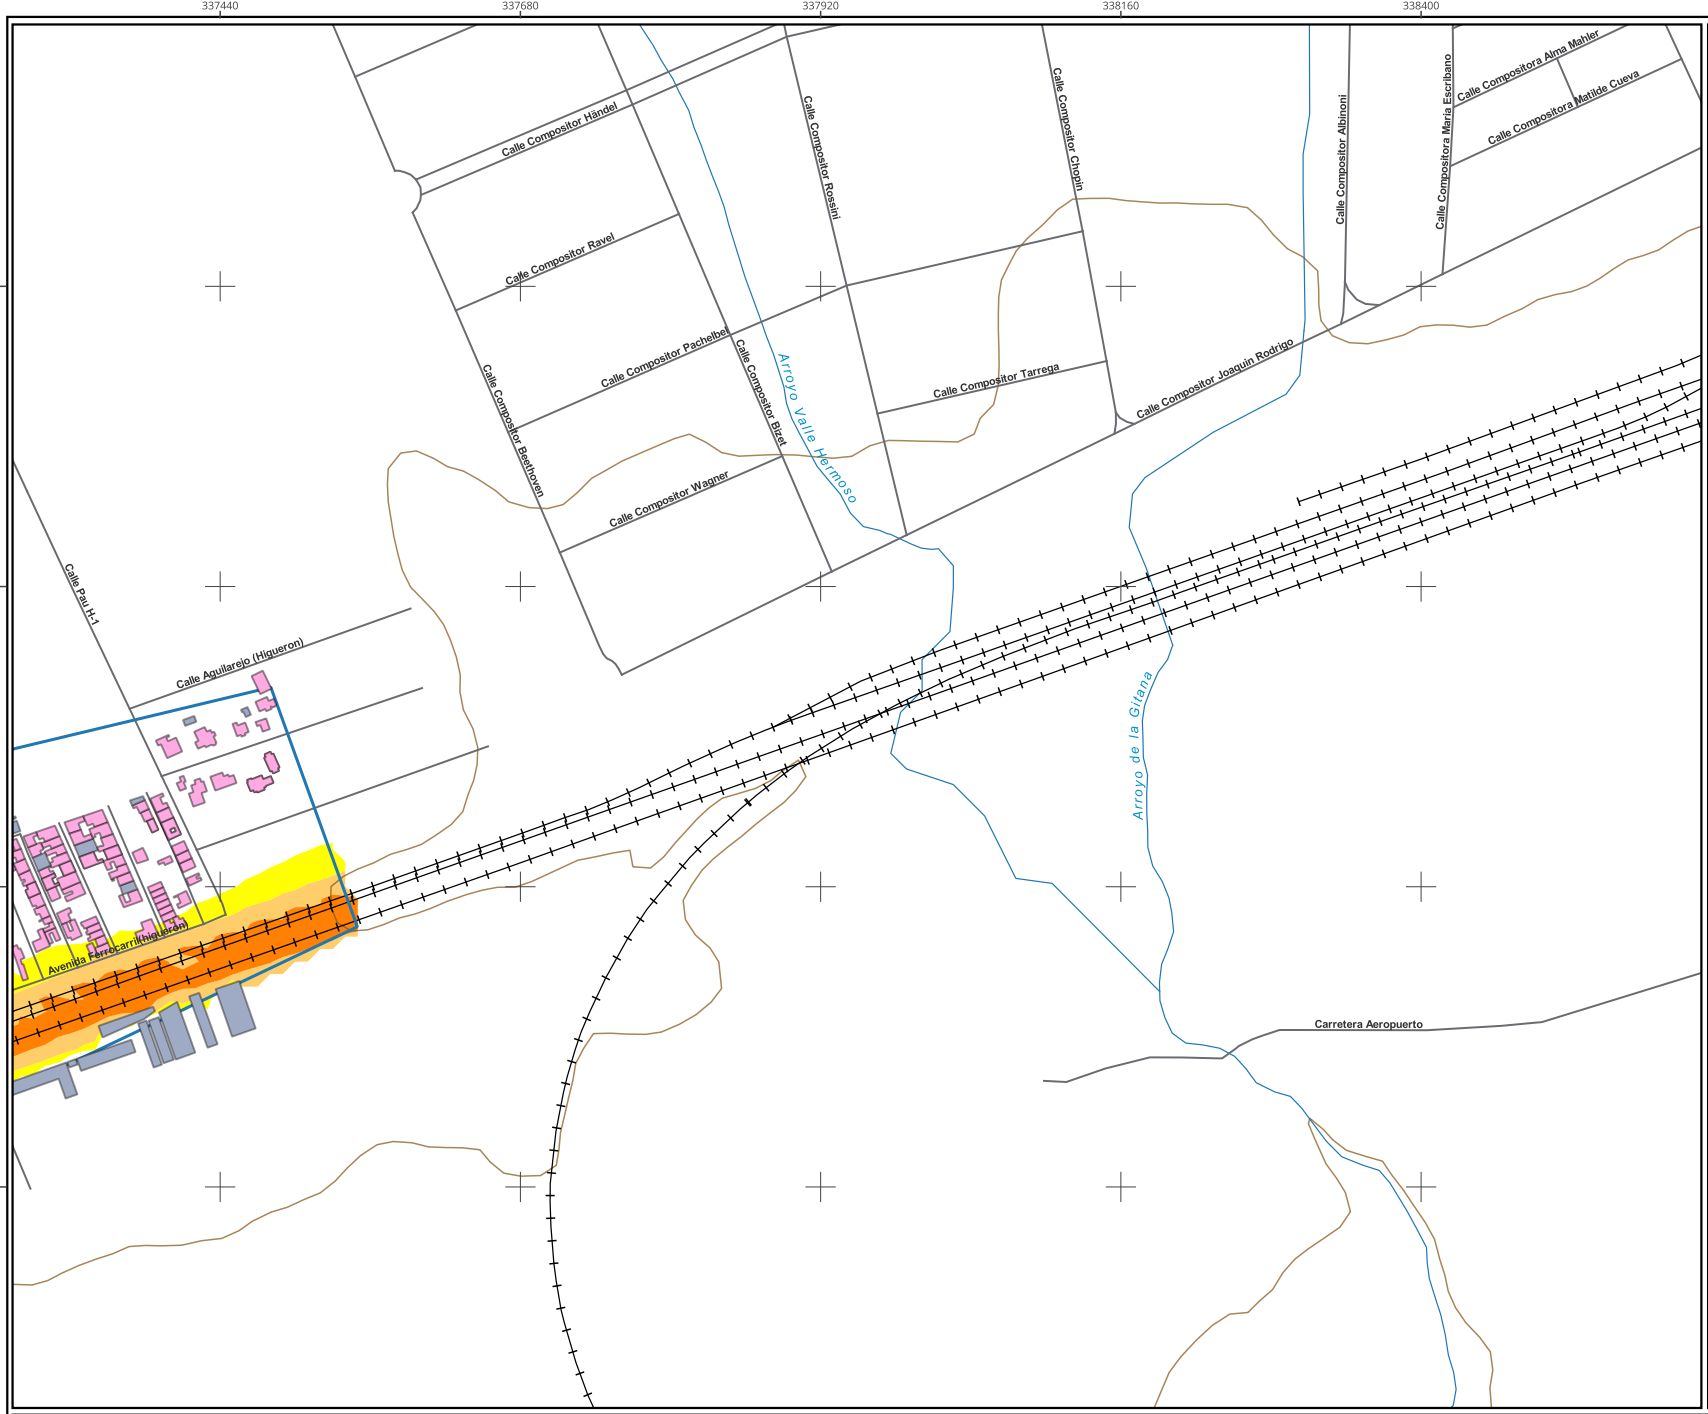 337440
337680
337920
338160
338400
Calle Compositora Alma Mahler
Calle Compositora Matilde Cueva
Calle Compositora Maria Escribano
Calle Compositor Albinoni
Calle Compositor Chopin
Calle Compositor Rossini
Calle Compositor Händel
Calle Compositor Ravel
Calle Compositor Pachelbel
Calle Compositor Bizet
Arroyo Valle Hermoso
Calle Compositor Tarrega
Calle Compositor Joaquin Rodrigo
Calle Compositor Beethoven
Calle Compositor Wagner
Calle Pau H-1
Calle Aguilarejo (Higueron)
Arroyo de la Gitana
Avenida Ferrocarril(higueron)
Carretera Aeropuerto